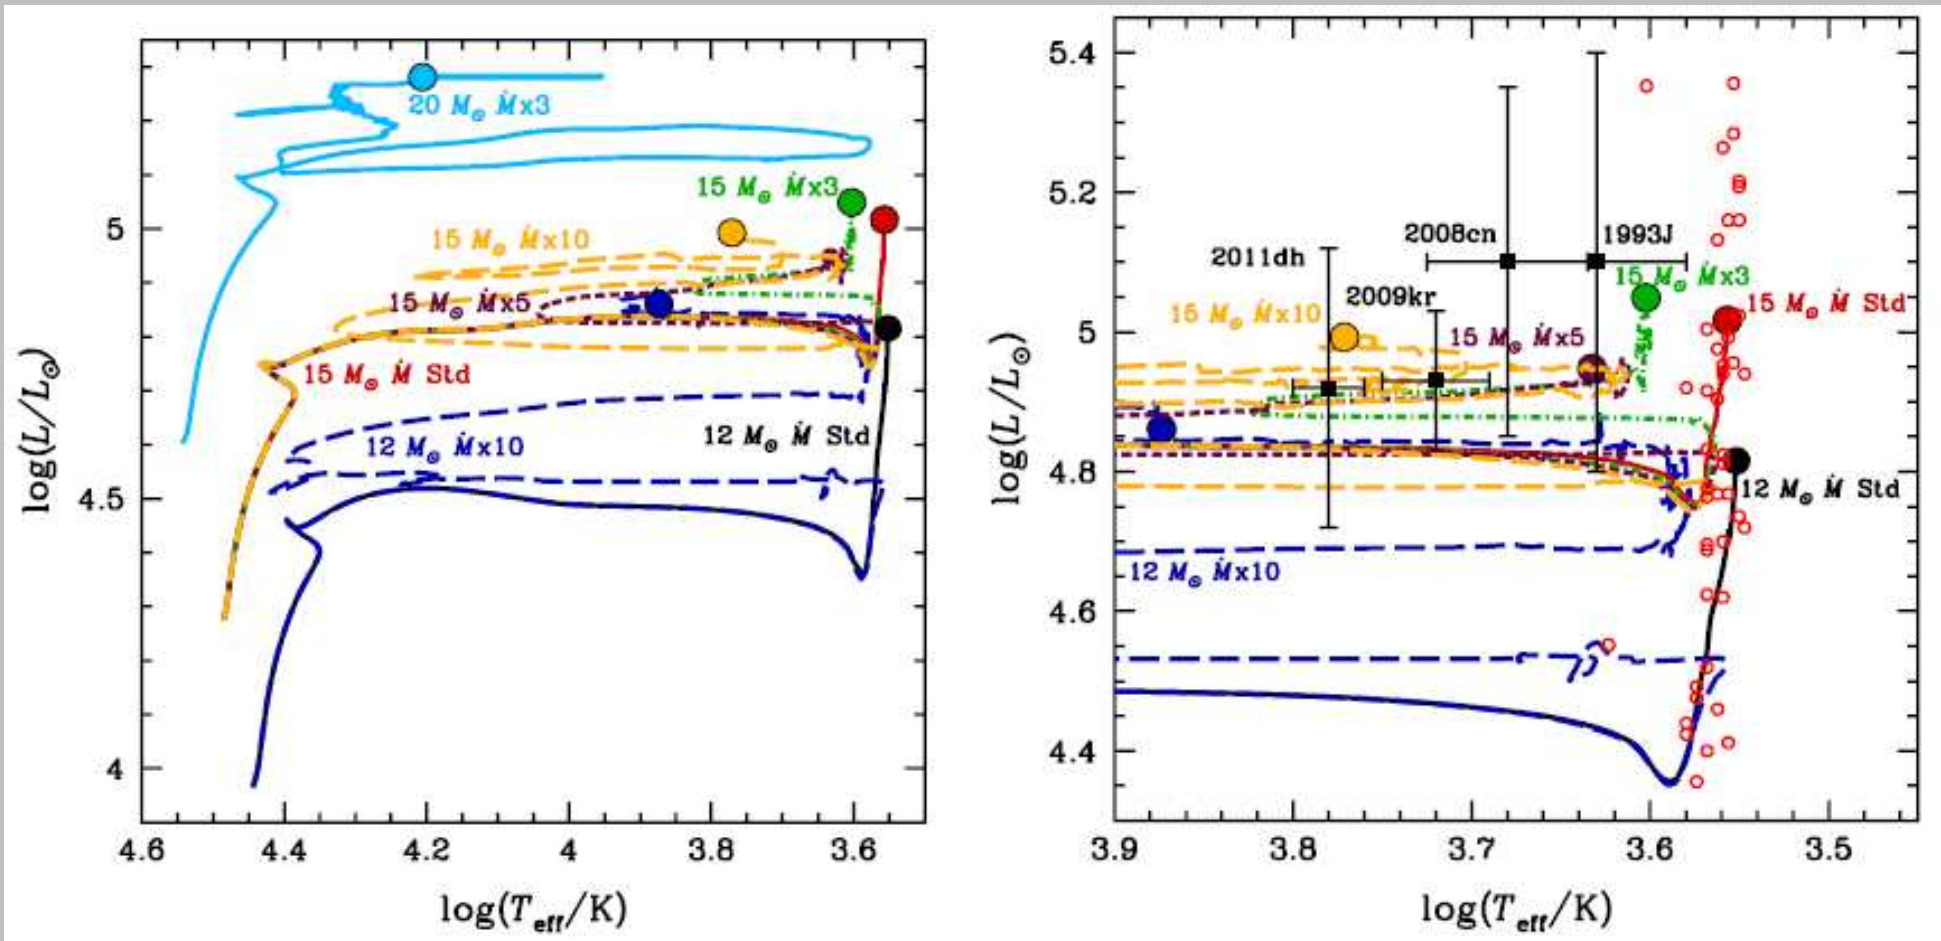 20 M⊙ Ṁx3
15 M⊙ Ṁx3
15 M⊙ Ṁx10
15 M⊙ Ṁx5
15 M⊙ Ṁ Std
12 M⊙ Ṁ Std
12 M⊙ Ṁx10
5
4.5
4
log(L/L⊙)
4.6 4.4 4.2 4 3.8 3.6
log(Teff/K)
5.4
5.2
5
4.8
4.6
4.4
log(L/L⊙)
2008cn
1993J
2011dh
15 M⊙ Ṁx3
2009kr
15 M⊙ Ṁ Std
15 M⊙ Ṁx10
15 M⊙ Ṁx5
12 M⊙ Ṁ Std
12 M⊙ Ṁx10
3.9 3.8 3.7 3.6 3.5
log(Teff/K)